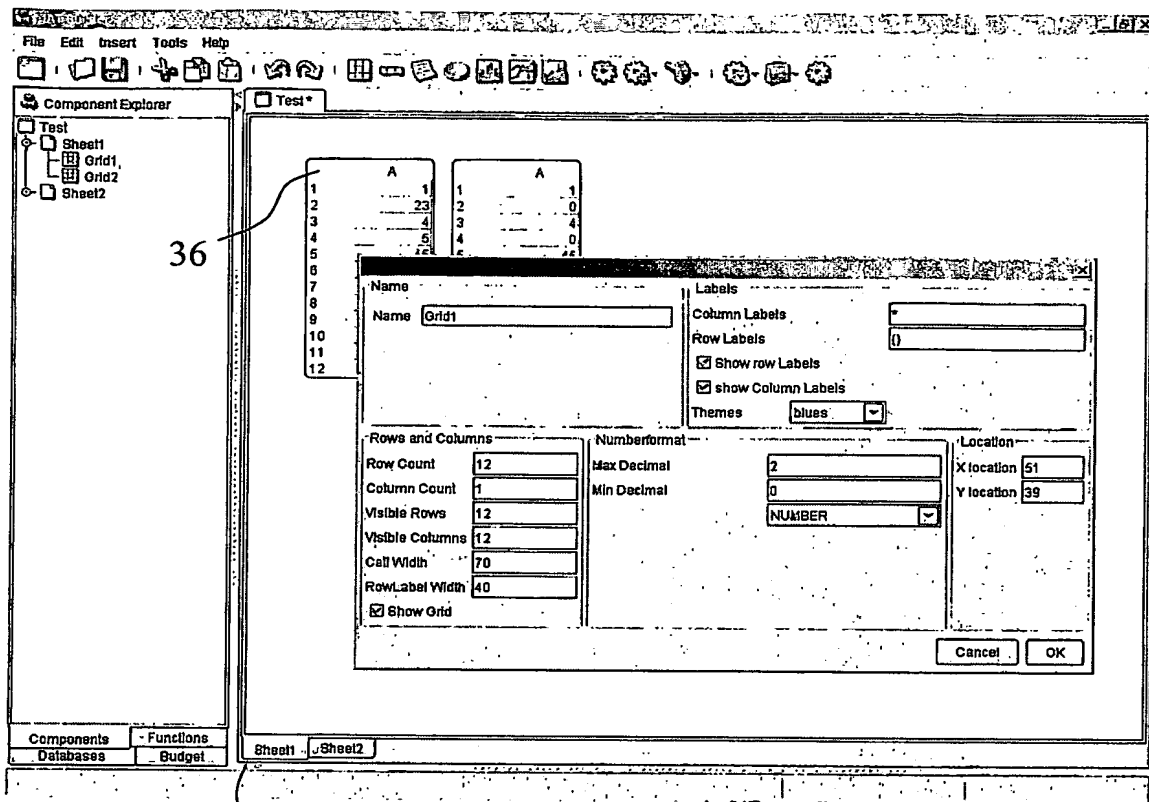 File Edit Insert Tools Help
Component Explorer
Test*
Test
Sheet1
Grid1
Grid2
Sheet2
A
1 1
2 23
3 4
4 5
5
6
7
8
9
10
11
12
A
1 1
2 0
3 4
4 0
36
Name
Name Grid1
Labels
Column Labels *
Row Labels {}
Show row Labels
show Column Labels
Themes blues
Rows and Columns
Row Count 12
Column Count 1
Visible Rows 12
Visible Columns 12
Cell Width 70
RowLabel Width 40
Show Grid
Numberformat
Max Decimal 2
Min Decimal 0
NUMBER
Location
X location 51
Y location 39
Cancel OK
Components Functions
Databases Budget
Sheet1 Sheet2